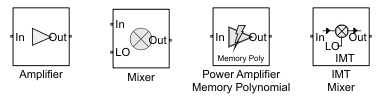 In Out
Amplifier
In
LO
Out
Mixer
In Out
Memory Poly
Power Amplifier
Memory Polynomial
In Out
LO
IMT
IMT
Mixer